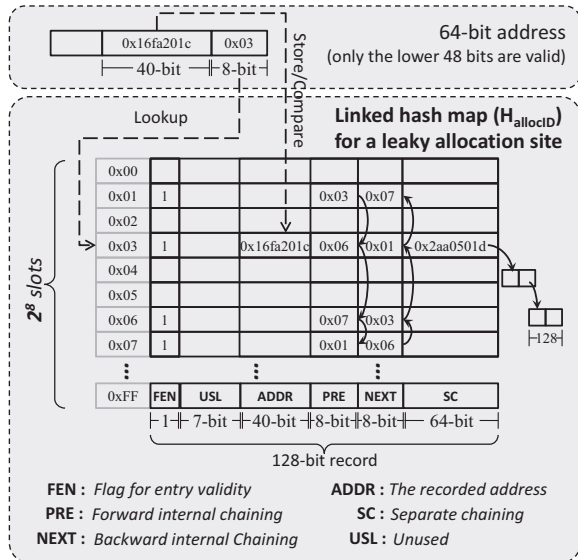 0x16fa201c 0x03
40-bit 8-bit
64-bit address
(only the lower 48 bits are valid)
Store/Compare
Lookup
Linked hash map (HallocID)
for a leaky allocation site
2⁸ slots
0x00
0x01 1 0x03 0x07
0x02
0x03 1 0x16fa201c 0x06 0x01 0x2aa0501d
0x04
0x05
0x06 1 0x07 0x03
0x07 1 0x01 0x06
0xFF FEN USL ADDR PRE NEXT SC
1 7-bit 40-bit 8-bit 8-bit 64-bit
128
128-bit record
FEN : Flag for entry validity
ADDR : The recorded address
PRE : Forward internal chaining
SC : Separate chaining
NEXT : Backward internal Chaining
USL : Unused